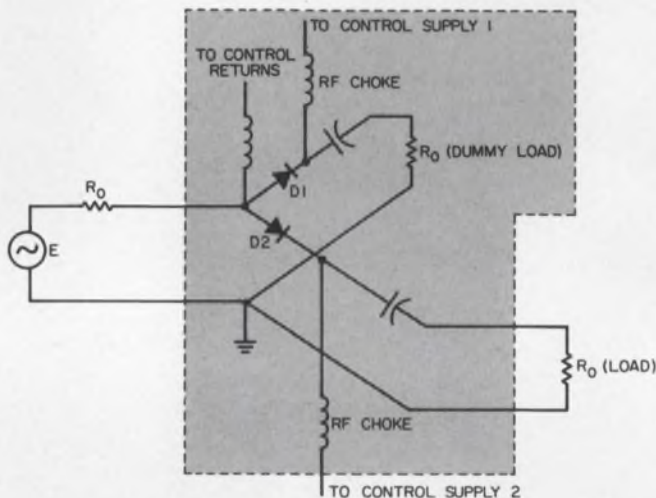 TO CONTROL SUPPLY 1
TO CONTROL
RETURNS
RF CHOKE
R₀ (DUMMY LOAD)
D1
R₀
D2
E
R₀ (LOAD)
RF CHOKE
TO CONTROL SUPPLY 2